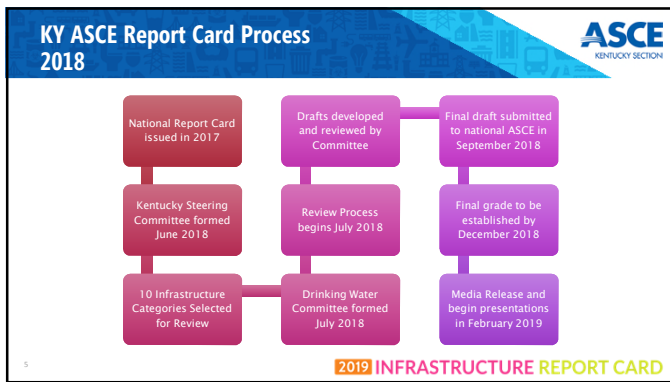 KY ASCE Report Card Process
2018
ASCE
KENTUCKY SECTION
National Report Card
issued in 2017
Kentucky Steering
Committee formed
June 2018
10 Infrastructure
Categories Selected
for Review
Drinking Water
Committee formed
July 2018
Review Process
begins July 2018
Drafts developed
and reviewed by
Committee
Final draft submitted
to national ASCE in
September 2018
Final grade to be
established by
December 2018
Media Release and
begin presentations
in February 2019
5
2019 INFRASTRUCTURE REPORT CARD